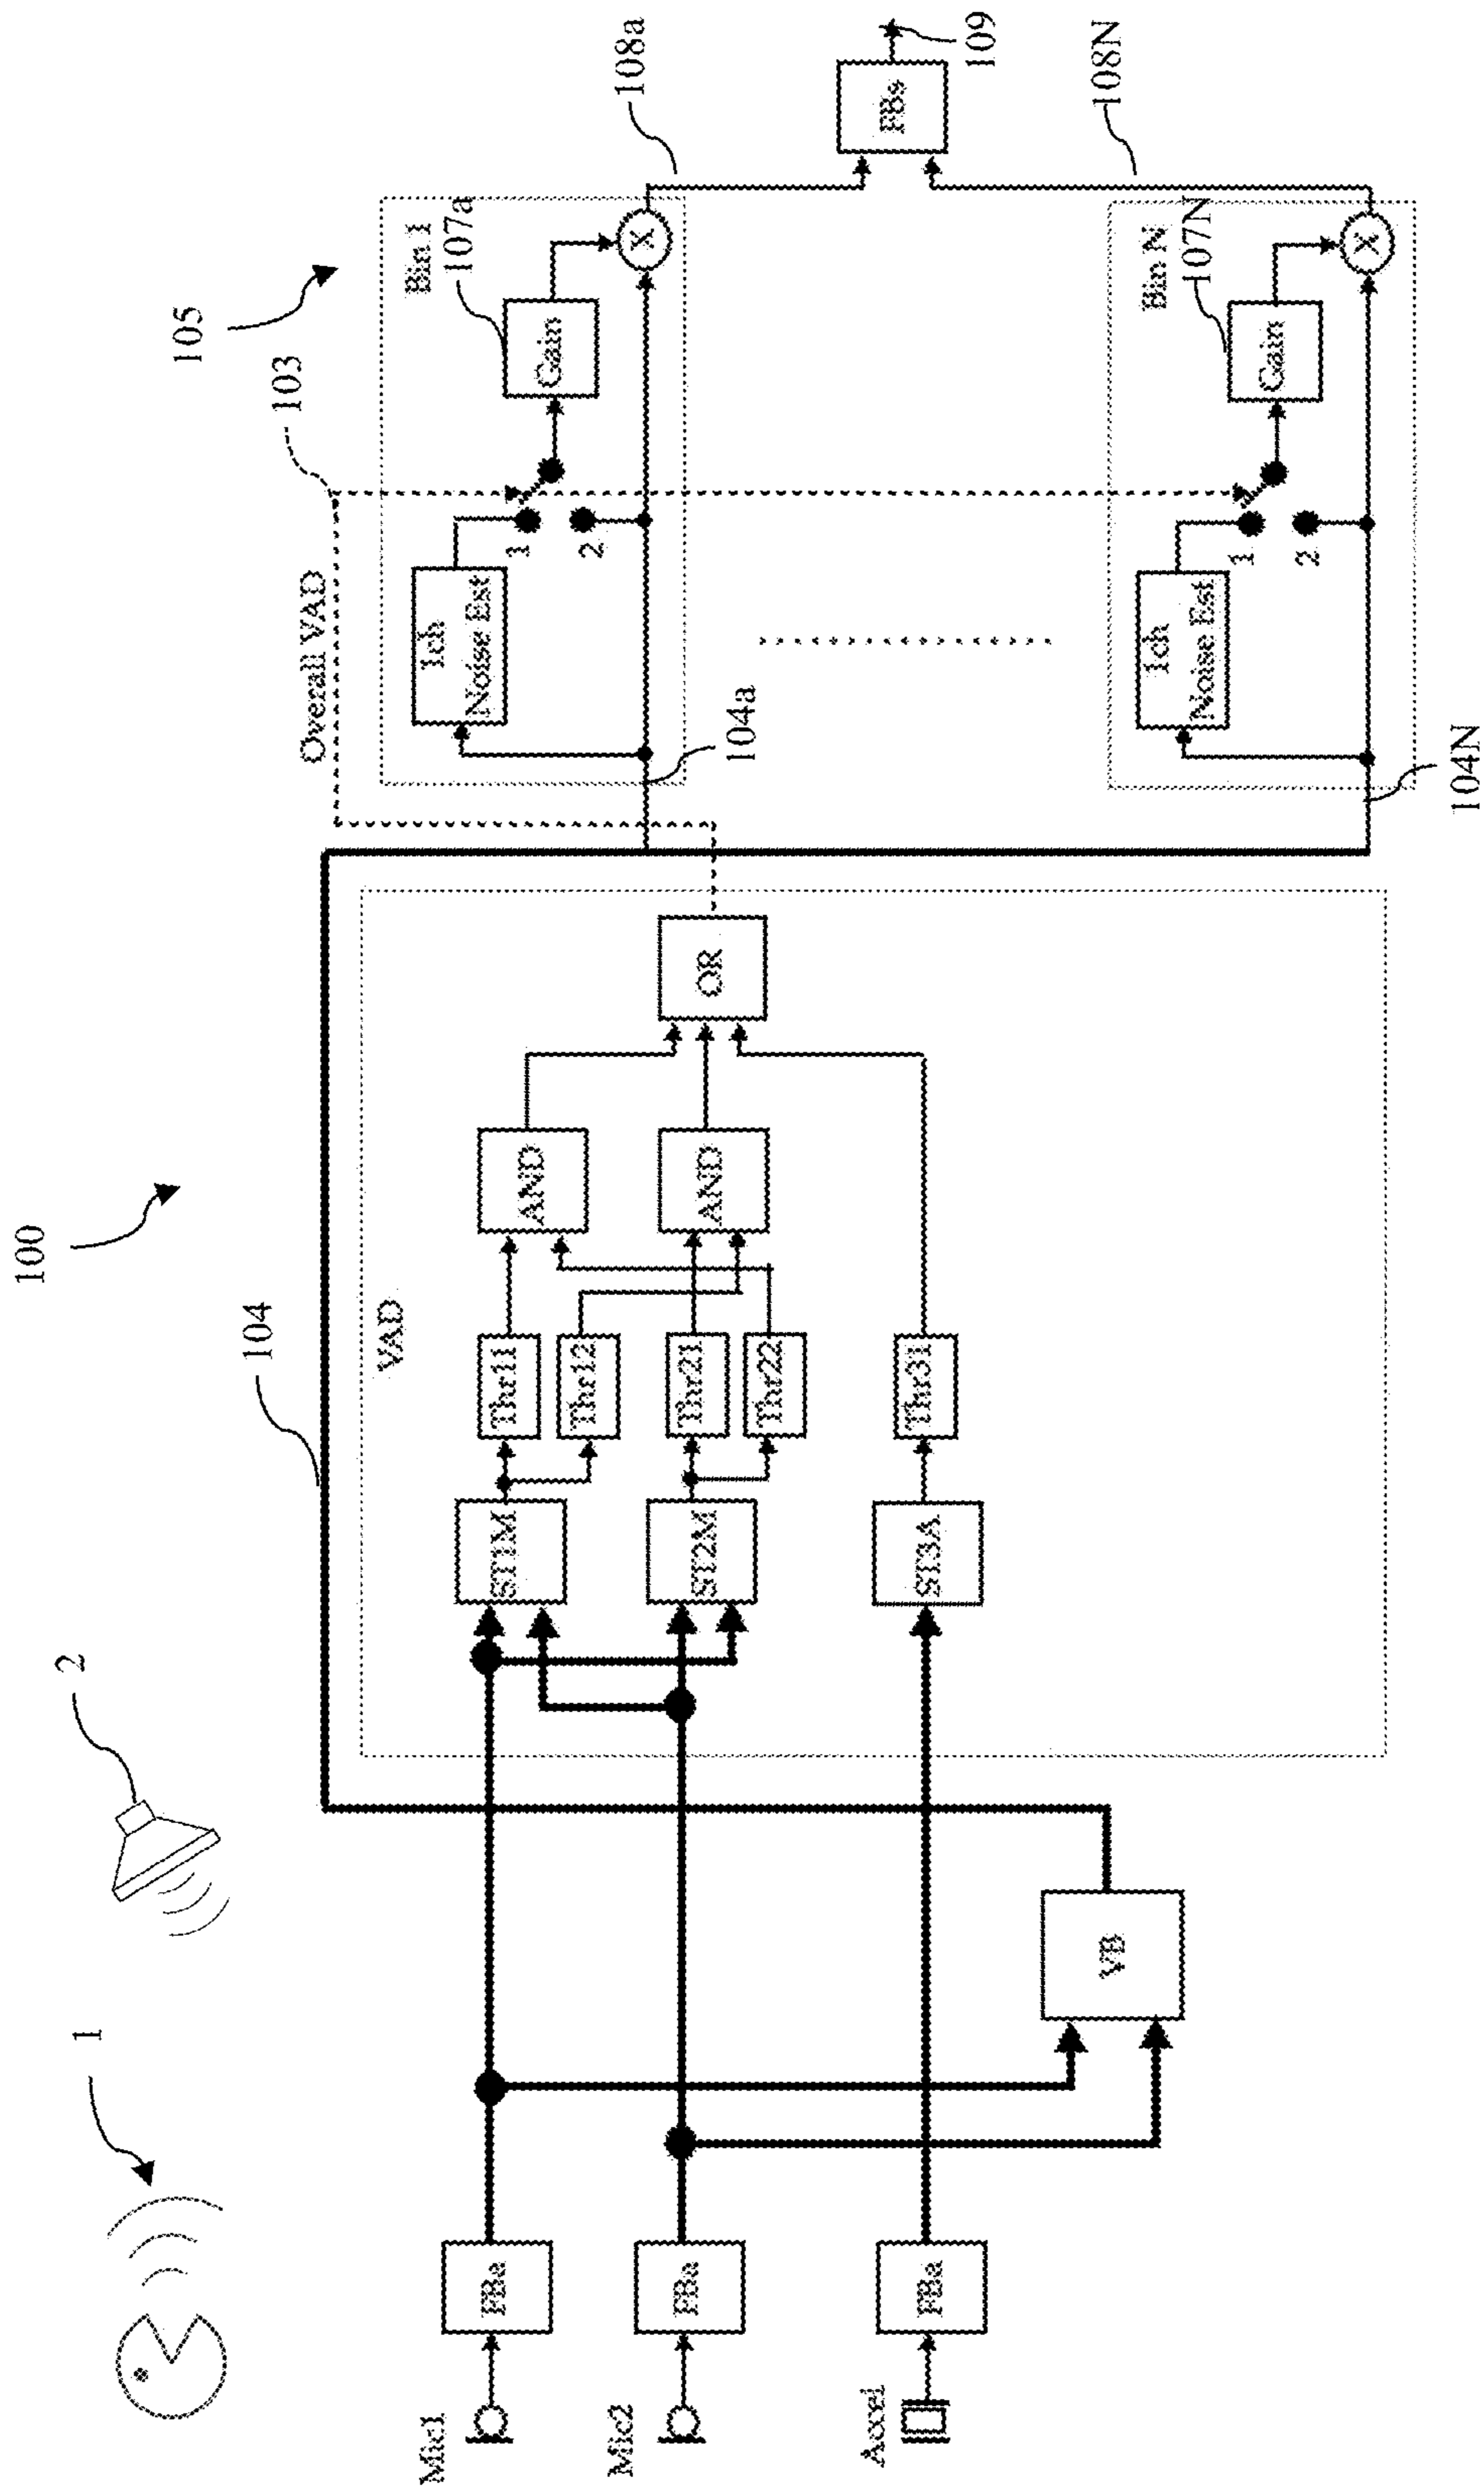 100
1
2
104
105
103
Overall VAD
VAD
Mic1
Mic2
Accel
FBa
FBa
FBa
VB
ST1M
ST2M
ST3A
Thr11
Thr12
Thr21
Thr22
Thr31
AND
AND
OR
Bin 1
1ch
Noise Est
1
2
Gain
107a
X
104a
108a
Bin N
1ch
Noise Est
1
2
Gain
107N
X
104N
108N
FBs
109